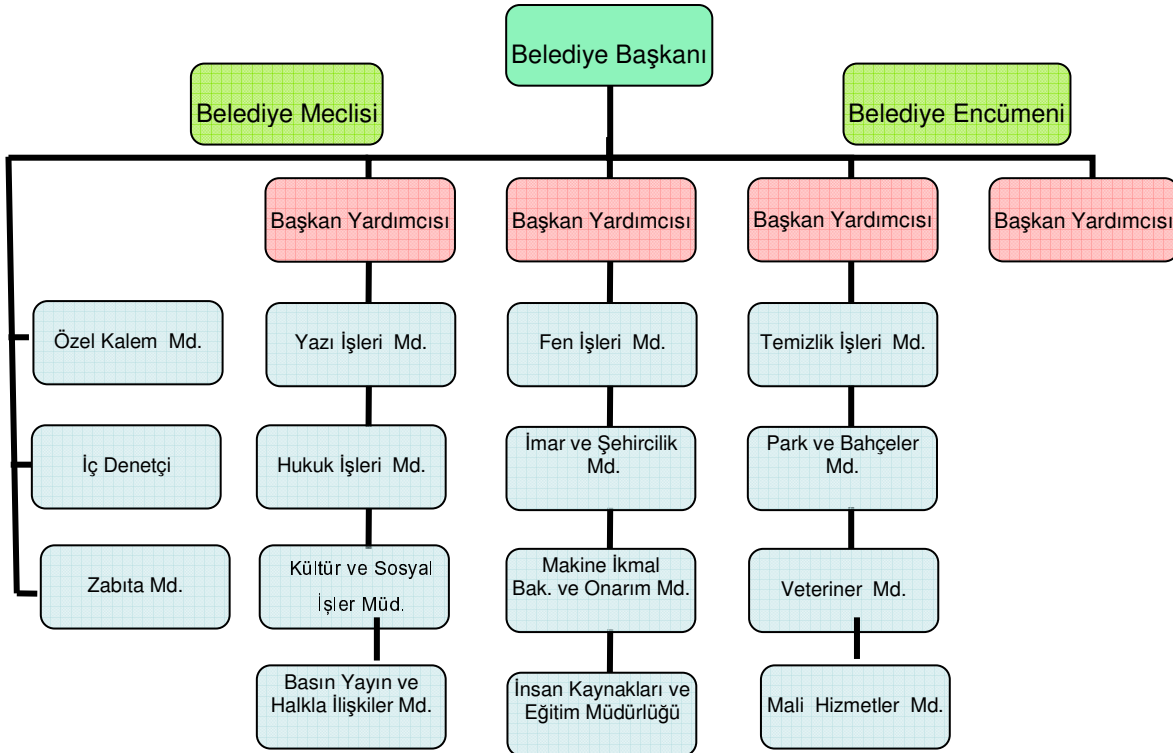 Belediye Başkanı
Belediye Meclisi
Belediye Encümeni
Başkan Yardımcısı
Başkan Yardımcısı
Başkan Yardımcısı
Başkan Yardımcısı
Özel Kalem Md.
Yazı İşleri Md.
Fen İşleri Md.
Temizlik İşleri Md.
İç Denetçi
Hukuk İşleri Md.
İmar ve Şehircilik
Md.
Park ve Bahçeler
Md.
Zabıta Md.
Kültür ve Sosyal
İşler Müd.
Makine İkmal
Bak. ve Onarım Md.
Veteriner Md.
Basın Yayın ve
Halkla İlişkiler Md.
İnsan Kaynakları ve
Eğitim Müdürlüğü
Mali Hizmetler Md.